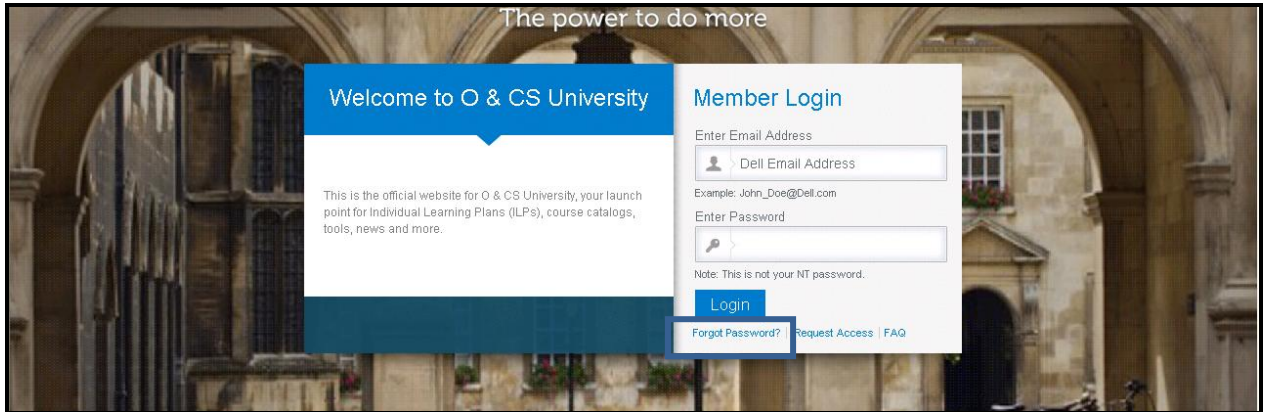 The power to do more
Welcome to O & CS University
This is the official website for O & CS University, your launch
point for Individual Learning Plans (ILPs), course catalogs,
tools, news and more.
Member Login
Enter Email Address
Dell Email Address
Example: John_Doe@Dell.com
Enter Password
Note: This is not your NT password.
Login
Forgot Password? | Request Access | FAQ